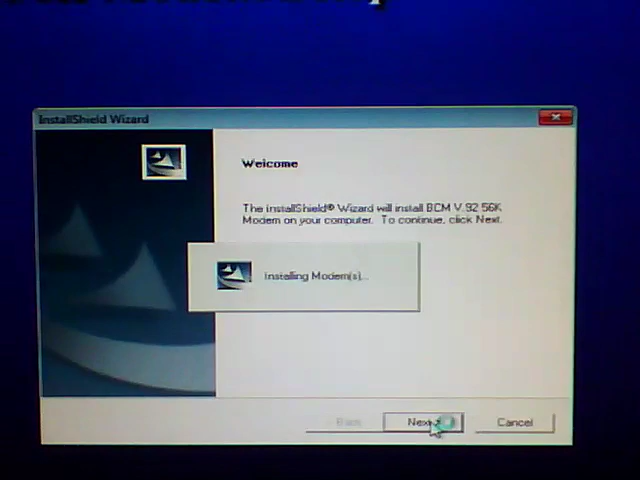 InstallShield Wizard
Welcome
The InstallShield® Wizard will install BCM V.92 56K
Modem on your computer. To continue, click Next.
Installing Modem(s)...
Back
Next
Cancel